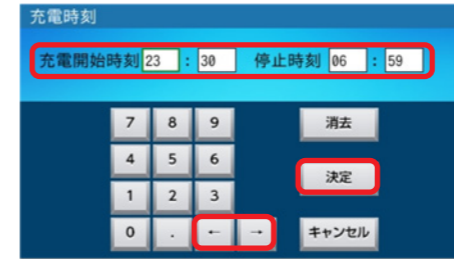 充電時刻
充電開始時刻 23 : 30 停止時刻 06 : 59
7 8 9 消去
4 5 6
決定
1 2 3
0 . ← → キャンセル